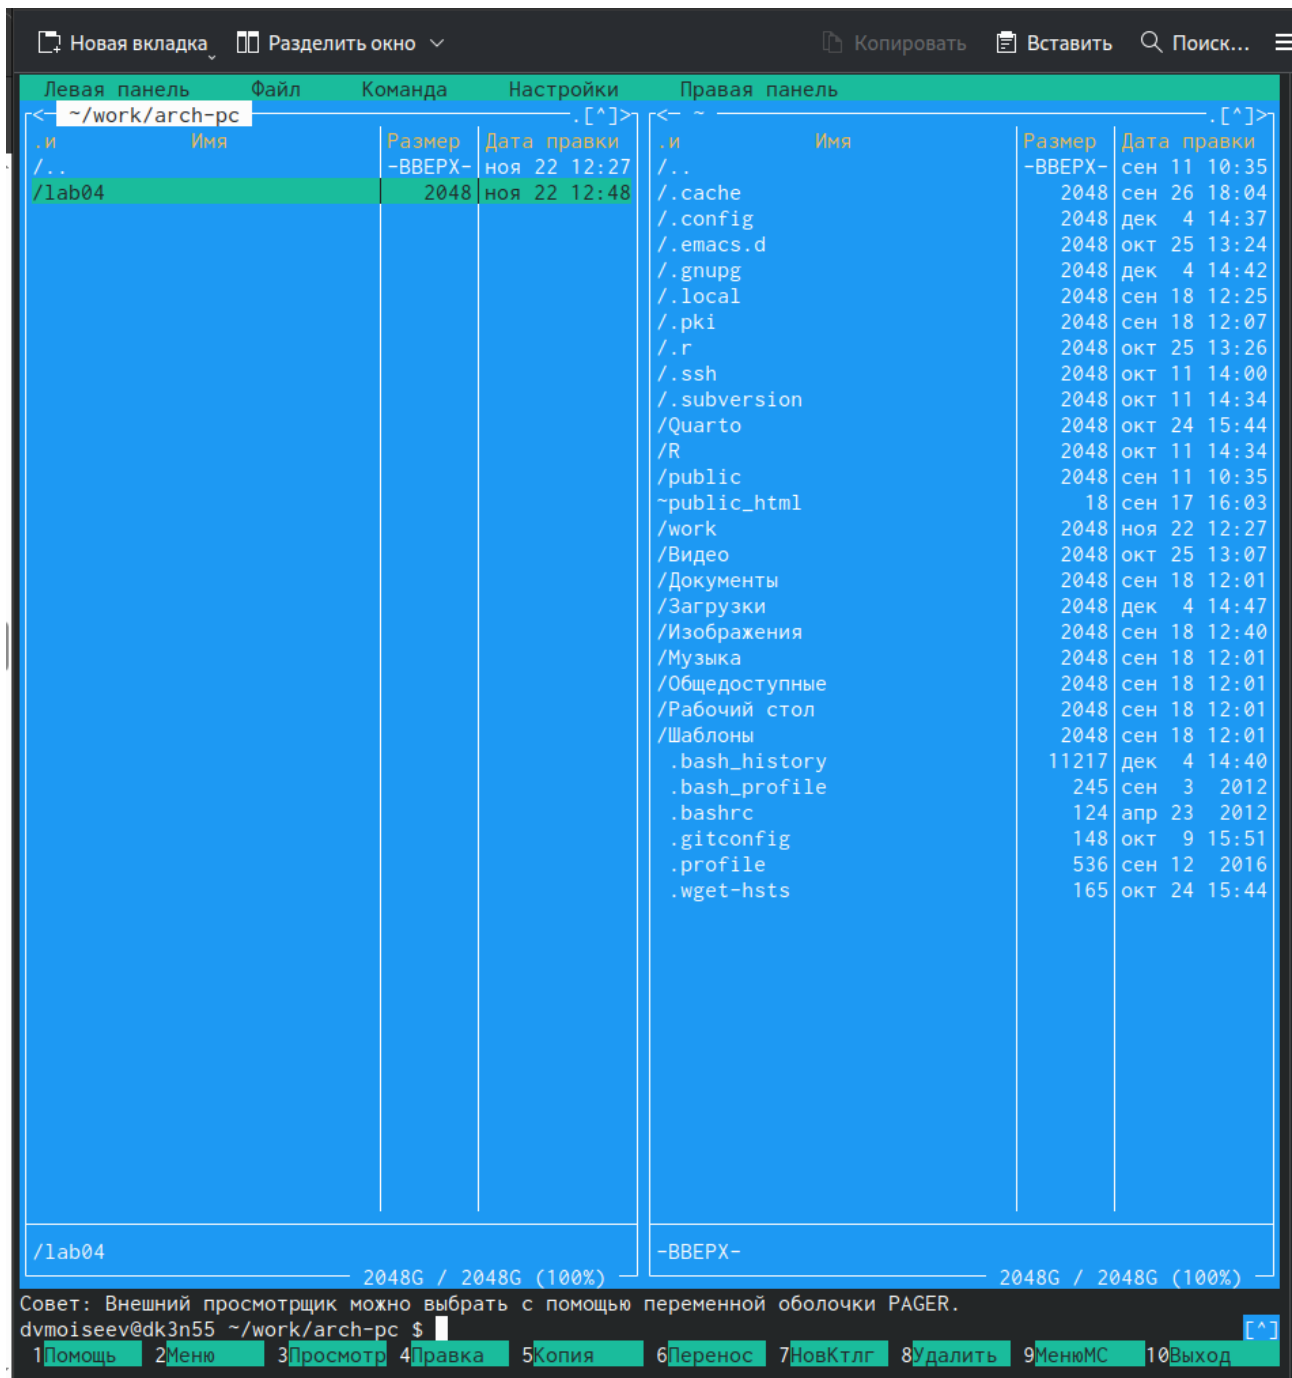 Новая вкладка Разделить окно Копировать Вставить Поиск...
Левая панель Файл Команда Настройки Правая панель
<─ ~/work/arch-pc .[^]> <─ ~ .[^]>
.и Имя Размер Дата правки .и Имя Размер Дата правки
/.. -ВВЕРХ- ноя 22 12:27 /.. -ВВЕРХ- сен 11 10:35
/lab04 2048 ноя 22 12:48 /.cache 2048 сен 26 18:04
/.config 2048 дек 4 14:37
/.emacs.d 2048 окт 25 13:24
/.gnupg 2048 дек 4 14:42
/.local 2048 сен 18 12:25
/.pki 2048 сен 18 12:07
/.r 2048 окт 25 13:26
/.ssh 2048 окт 11 14:00
/.subversion 2048 окт 11 14:34
/Quarto 2048 окт 24 15:44
/R 2048 окт 11 14:34
/public 2048 сен 11 10:35
~public_html 18 сен 17 16:03
/work 2048 ноя 22 12:27
/Видео 2048 окт 25 13:07
/Документы 2048 сен 18 12:01
/Загрузки 2048 дек 4 14:47
/Изображения 2048 сен 18 12:40
/Музыка 2048 сен 18 12:01
/Общедоступные 2048 сен 18 12:01
/Рабочий стол 2048 сен 18 12:01
/Шаблоны 2048 сен 18 12:01
.bash_history 11217 дек 4 14:40
.bash_profile 245 сен 3 2012
.bashrc 124 апр 23 2012
.gitconfig 148 окт 9 15:51
.profile 536 сен 12 2016
.wget-hsts 165 окт 24 15:44
/lab04 -ВВЕРХ-
2048G / 2048G (100%) 2048G / 2048G (100%)
Совет: Внешний просмотрщик можно выбрать с помощью переменной оболочки PAGER.
dvmoiseev@dk3n55 ~/work/arch-pc $ [^]
1Помощь 2Меню 3Просмотр 4Правка 5Копия 6Перенос 7НовКтлг 8Удалить 9МенюMC 10Выход